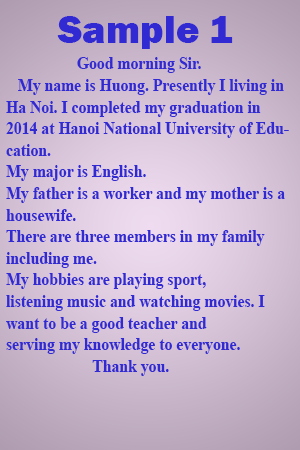 Sample 1
Good morning Sir.
My name is Huong. Presently I living in
Ha Noi. I completed my graduation in
2014 at Hanoi National University of Edu-
cation.
My major is English.
My father is a worker and my mother is a
housewife.
There are three members in my family
including me.
My hobbies are playing sport,
listening music and watching movies. I
want to be a good teacher and
serving my knowledge to everyone.
Thank you.